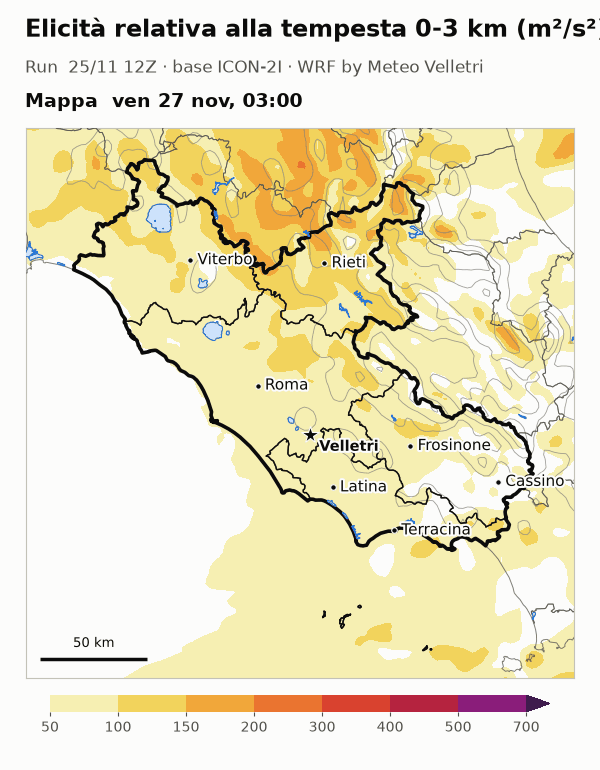 Elicità relativa alla tempesta 0-3 km (m²/s²)
Run  25/11 12Z · base ICON-2I · WRF by Meteo Velletri
Mappa  ven 27 nov, 03:00
Viterbo
Rieti
Roma
Velletri
Frosinone
Cassino
Latina
Terracina
50 km
50 100 150 200 300 400 500 700